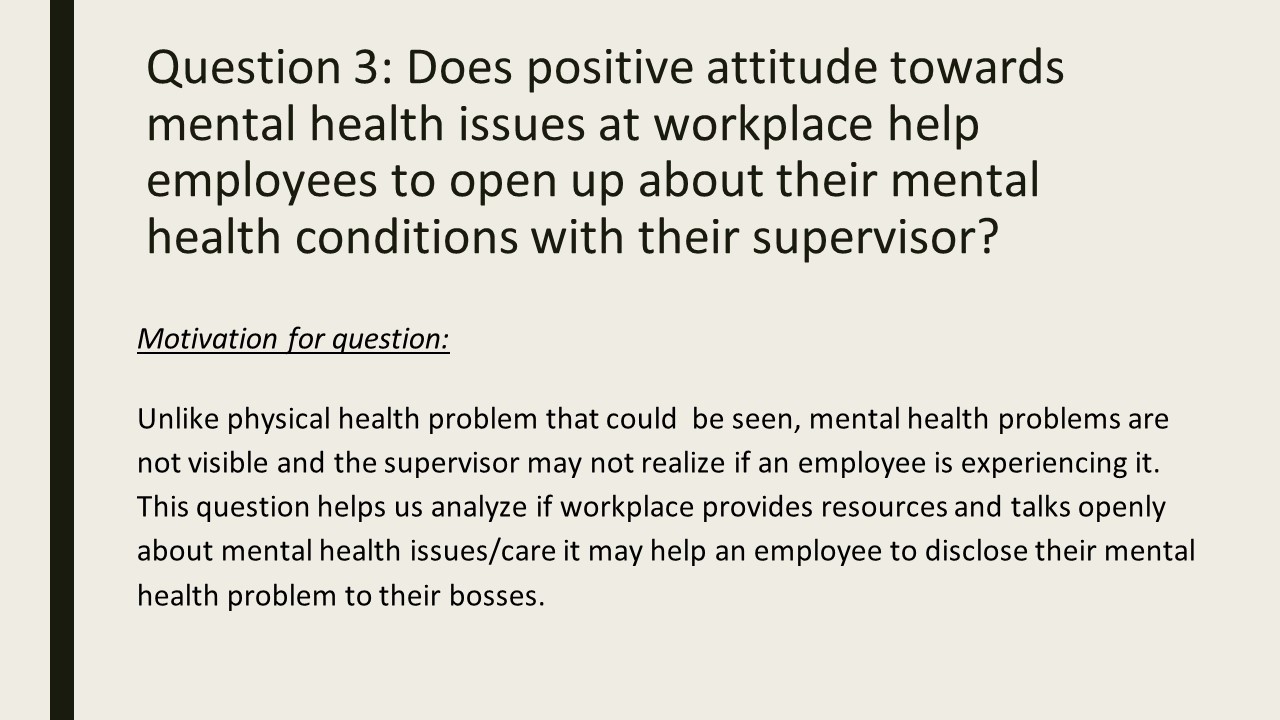 Question 3: Does positive attitude towards
mental health issues at workplace help
employees to open up about their mental
health conditions with their supervisor?
Motivation for question:
Unlike physical health problem that could  be seen, mental health problems are
not visible and the supervisor may not realize if an employee is experiencing it.
This question helps us analyze if workplace provides resources and talks openly
about mental health issues/care it may help an employee to disclose their mental
health problem to their bosses.